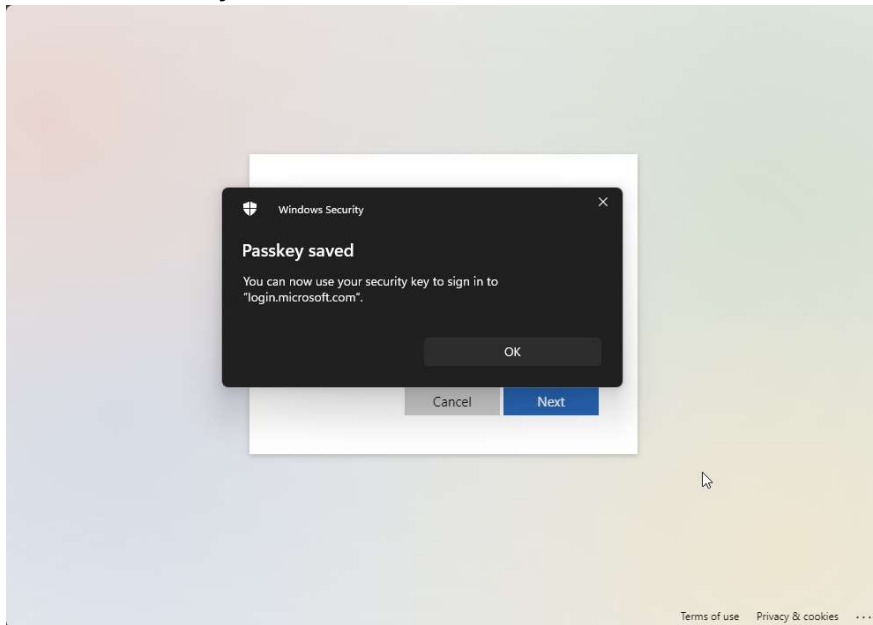 Windows Security
Passkey saved
You can now use your security key to sign in to
"login.microsoft.com".
OK
Cancel
Next
Terms of use
Privacy & cookies
...